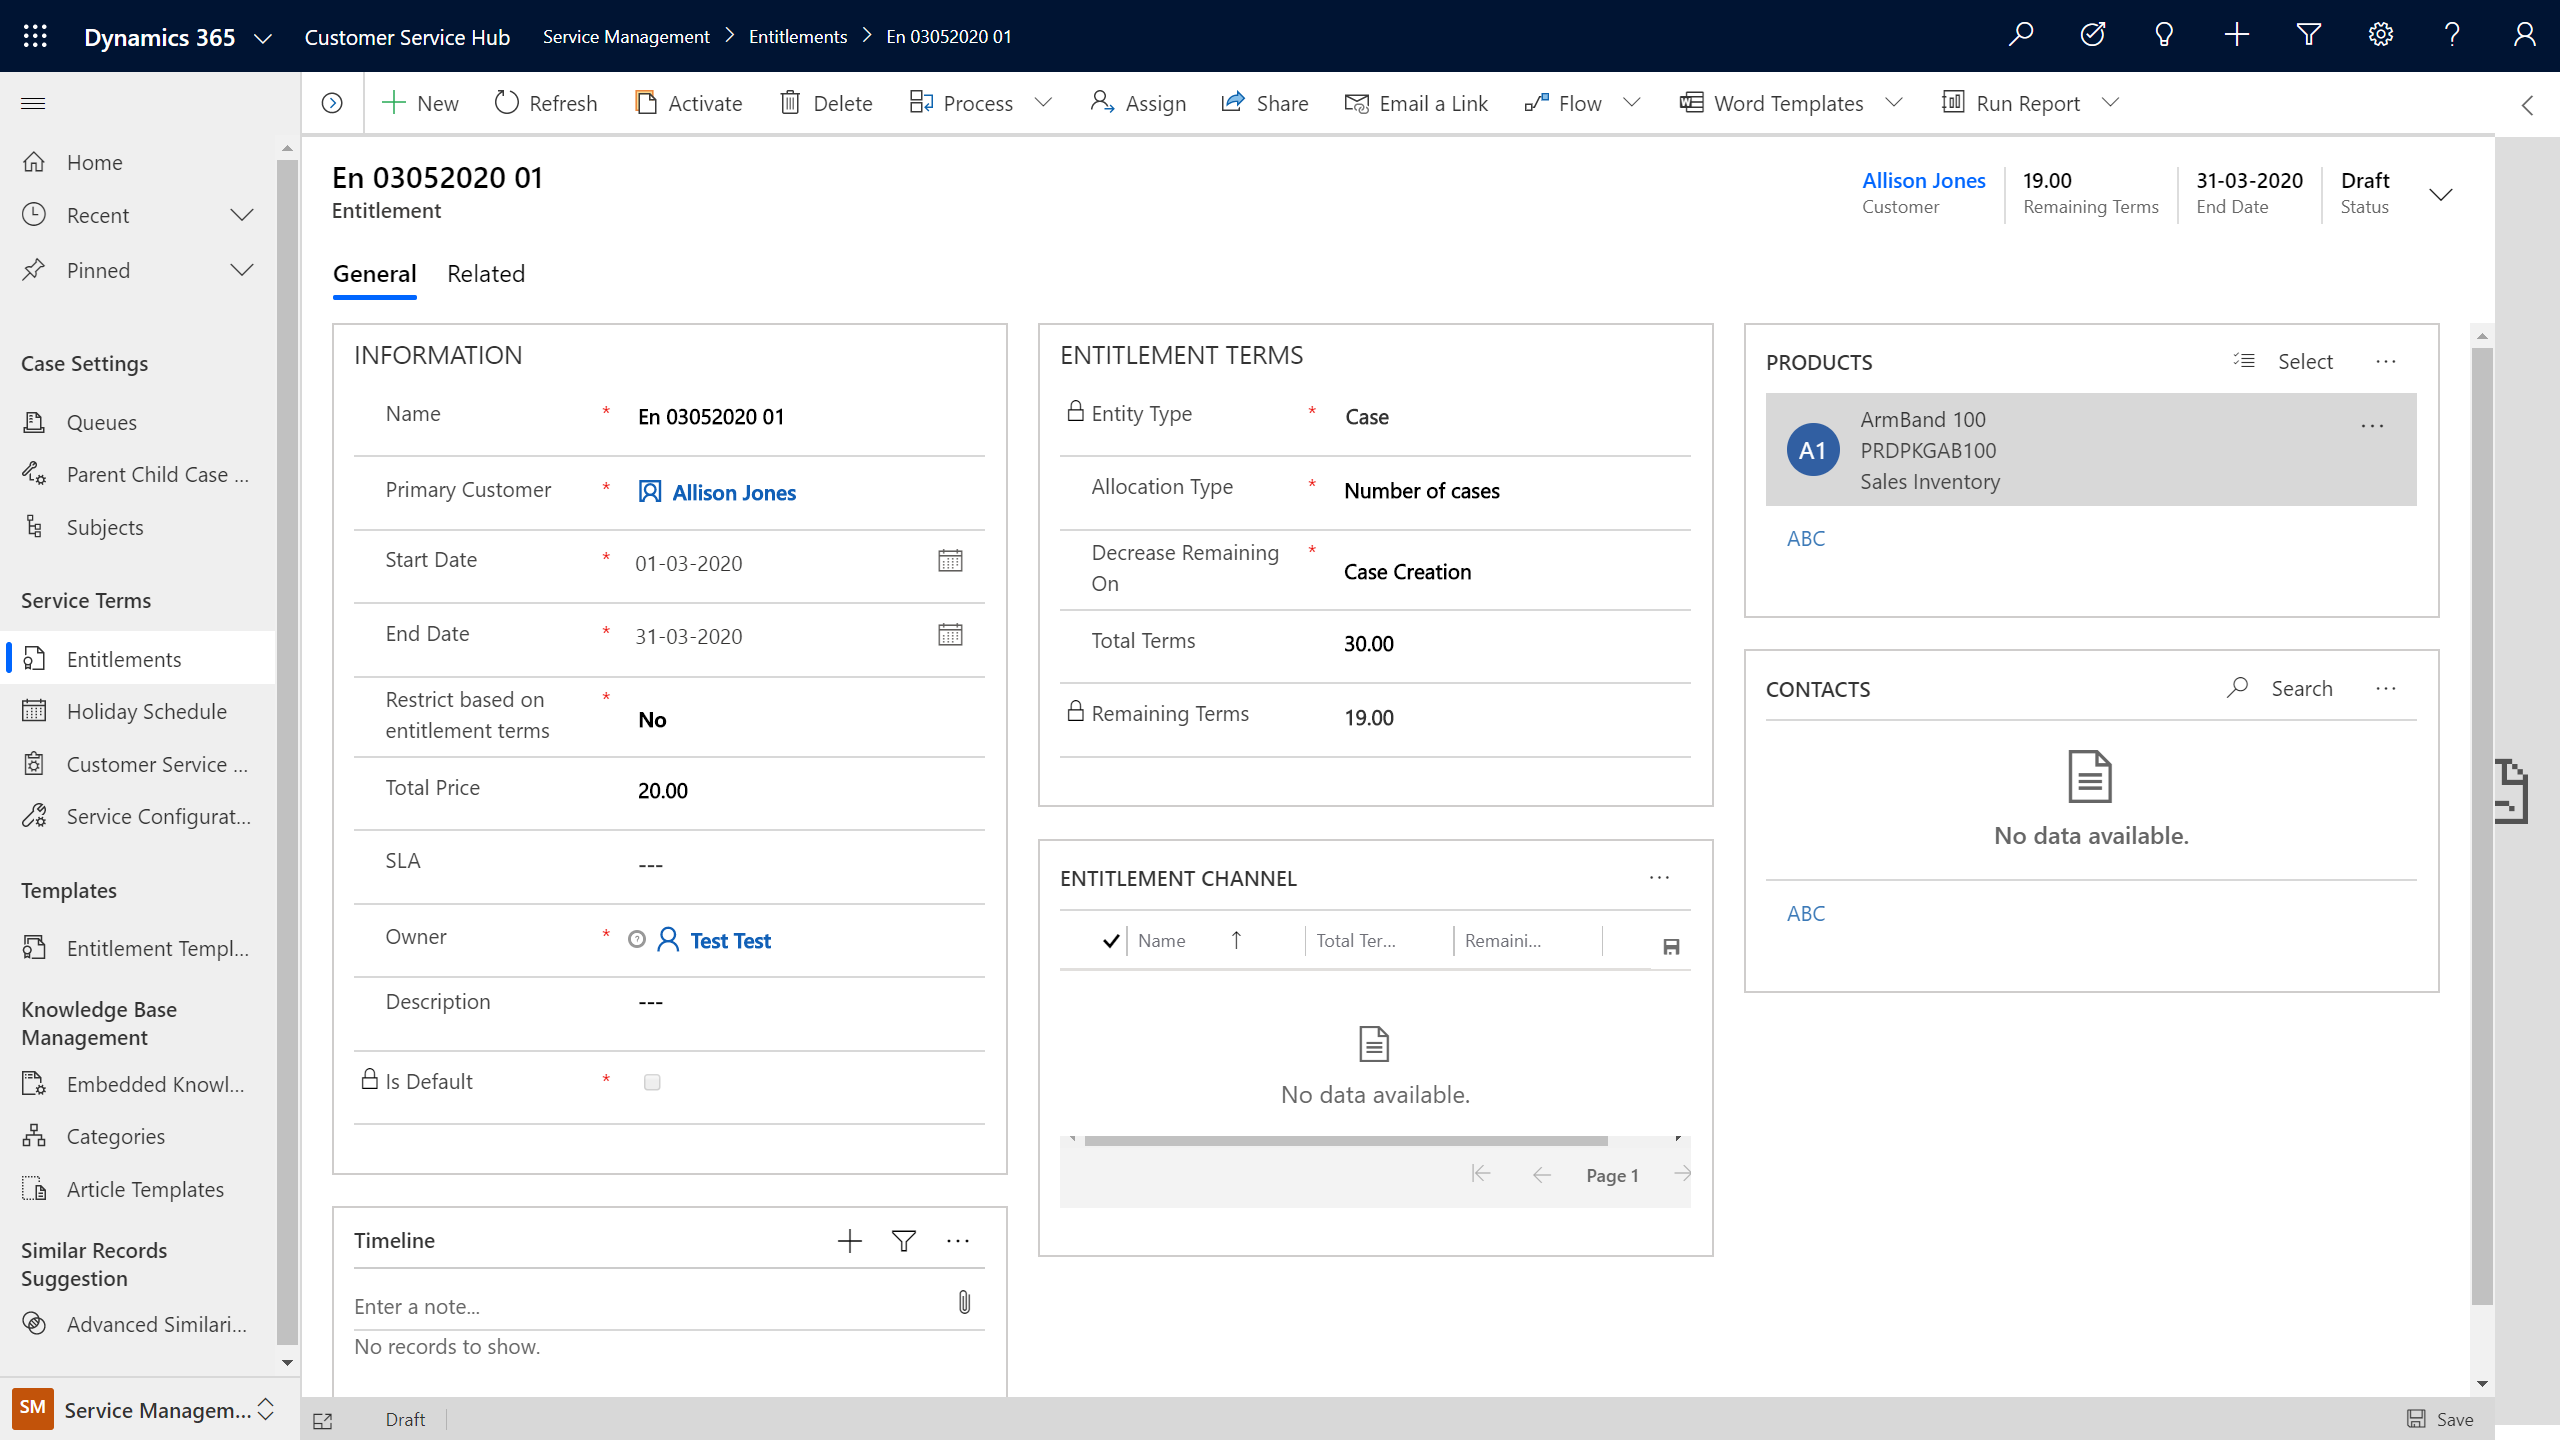 Dynamics 365
Customer Service Hub
Service Management > Entitlements > En 03052020 01
New
Refresh
Activate
Delete
Process
Assign
Share
Email a Link
Flow
Word Templates
Run Report
Home
Recent
Pinned
Case Settings
Queues
Parent Child Case ...
Subjects
Service Terms
Entitlements
Holiday Schedule
Customer Service ...
Service Configurat...
Templates
Entitlement Templ...
Knowledge Base
Management
Embedded Knowl...
Categories
Article Templates
Similar Records
Suggestion
Advanced Similari...
SM
Service Managem...
En 03052020 01
Entitlement
Allison Jones
Customer
19.00
Remaining Terms
31-03-2020
End Date
Draft
Status
General
Related
INFORMATION
Name * En 03052020 01
Primary Customer * Allison Jones
Start Date * 01-03-2020
End Date * 31-03-2020
Restrict based on
entitlement terms * No
Total Price 20.00
SLA ---
Owner * Test Test
Description ---
Is Default *
Timeline
Enter a note...
No records to show.
ENTITLEMENT TERMS
Entity Type * Case
Allocation Type * Number of cases
Decrease Remaining
On * Case Creation
Total Terms 30.00
Remaining Terms 19.00
ENTITLEMENT CHANNEL
...
Name
Total Ter...
Remaini...
No data available.
Page 1
PRODUCTS
Select
...
A1
ArmBand 100
PRDPKGAB100
Sales Inventory
...
ABC
CONTACTS
Search
...
No data available.
ABC
Draft
Save